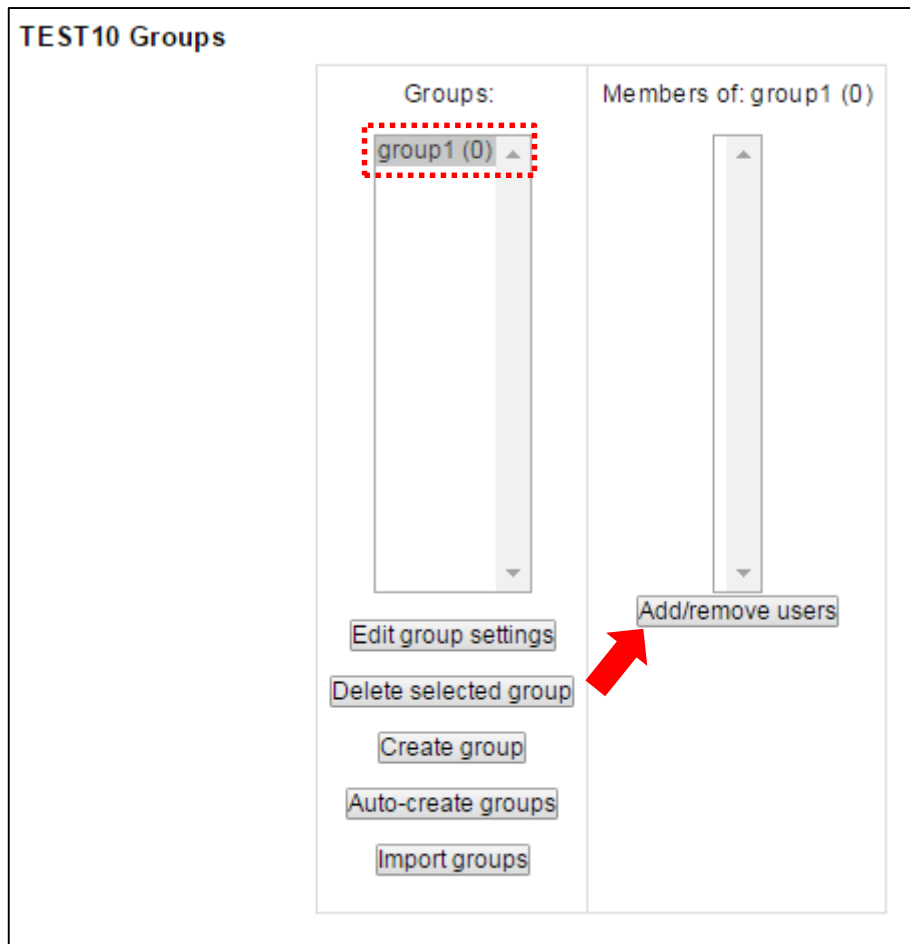 TEST10 Groups
Groups:
group1 (0)
Edit group settings
Delete selected group
Create group
Auto-create groups
Import groups
Members of: group1 (0)
Add/remove users